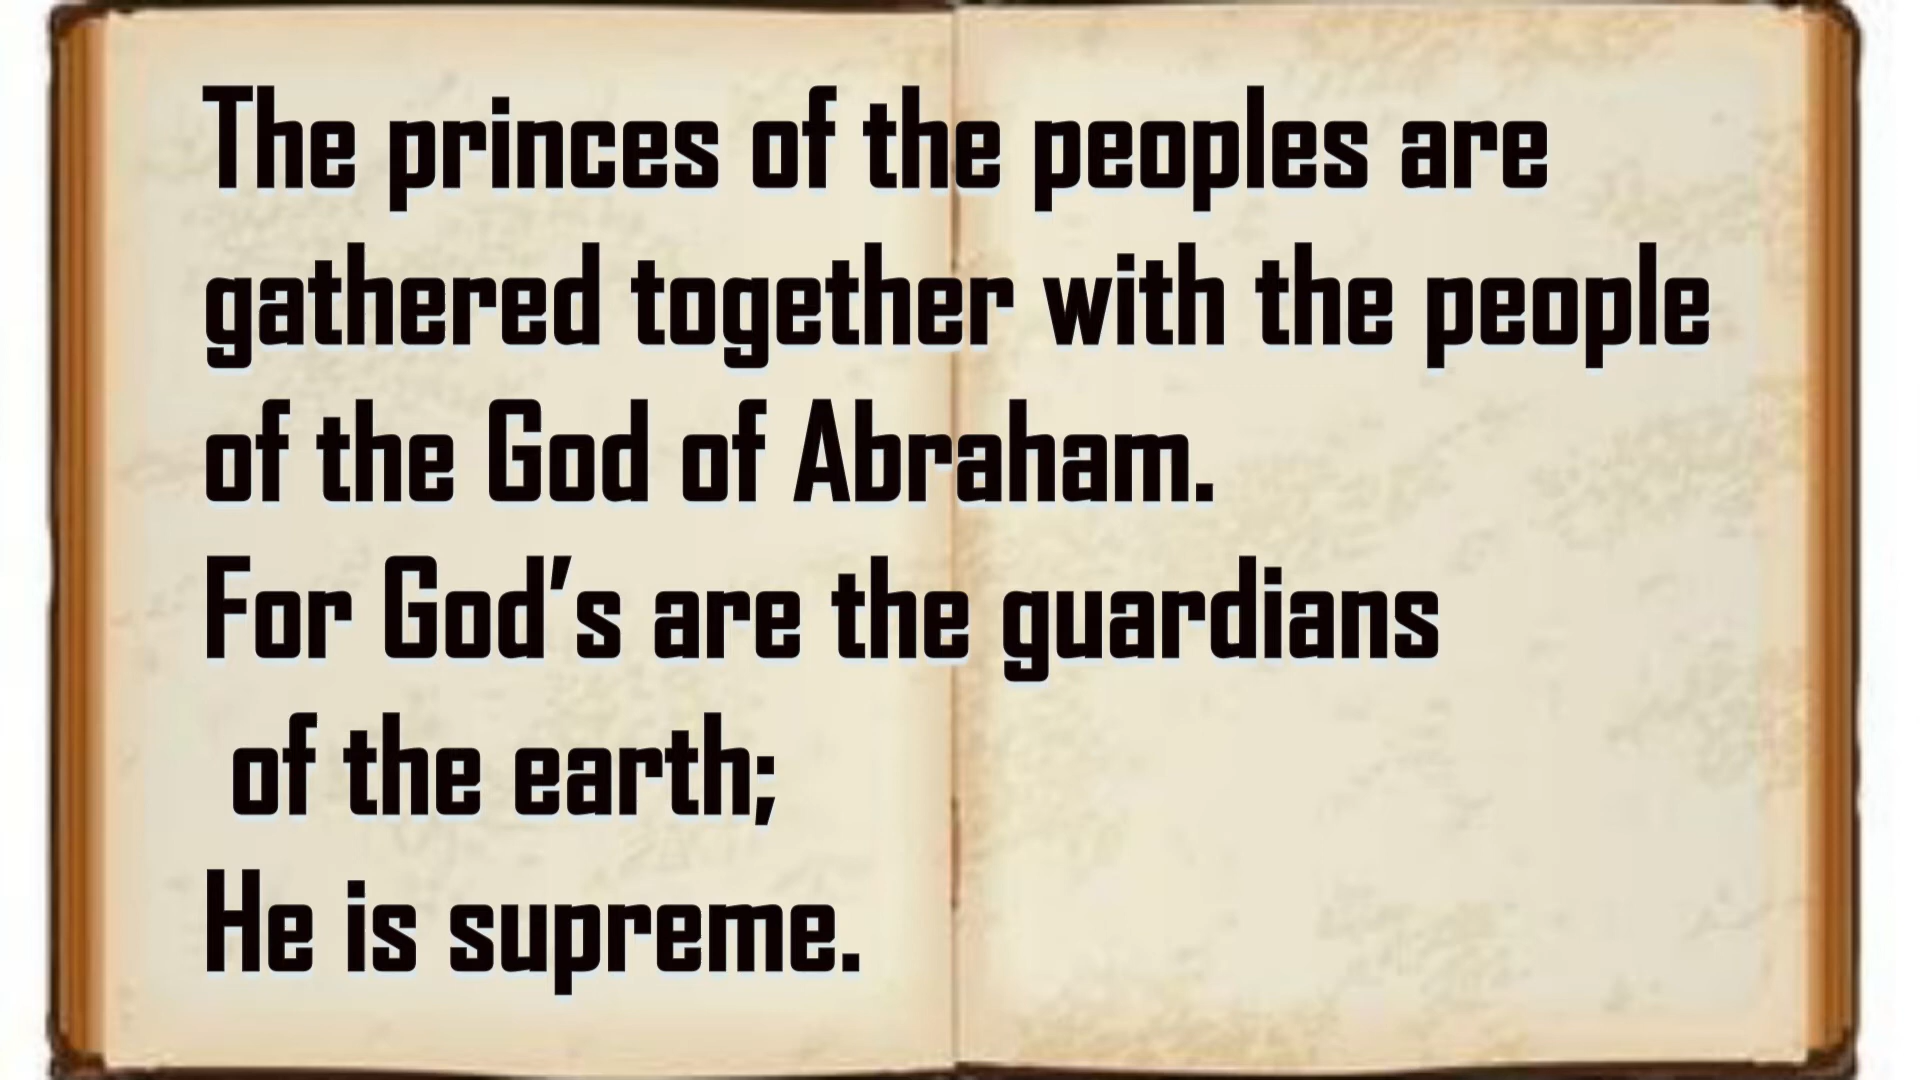 The princes of the peoples are
gathered together with the people
of the God of Abraham.
For God’s are the guardians
of the earth;
He is supreme.